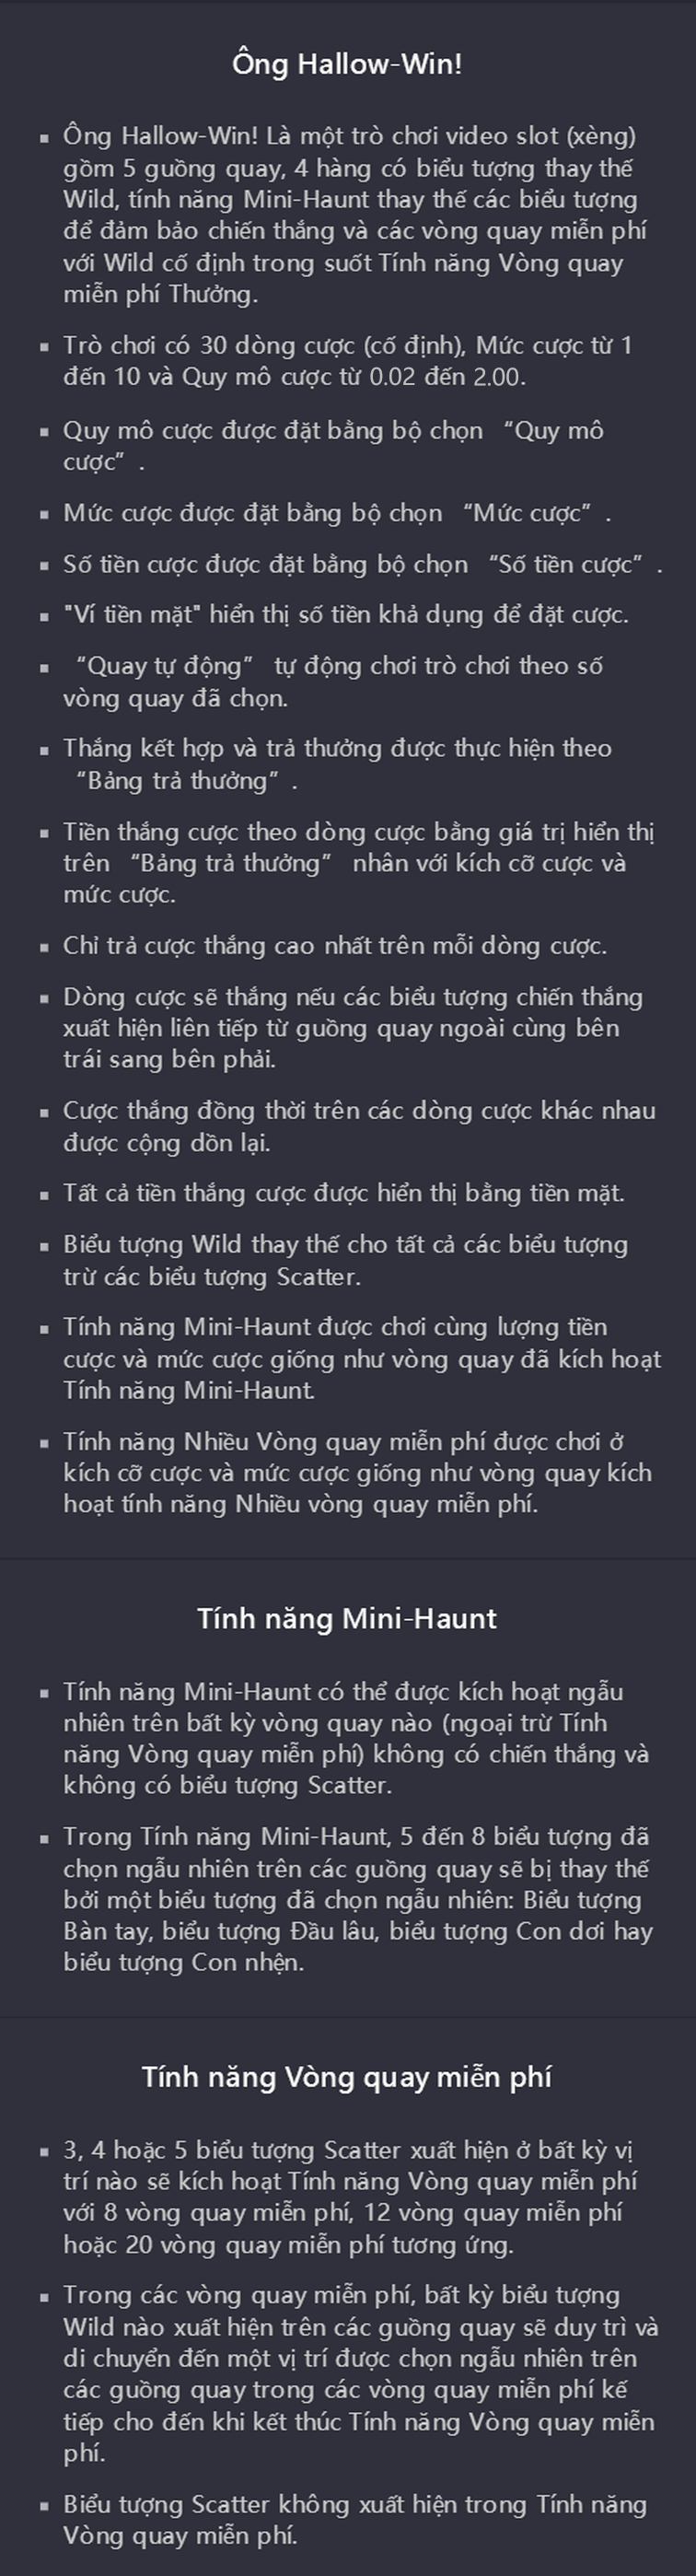 Ông Hallow-Win!
▪ Ông Hallow-Win! Là một trò chơi video slot (xèng)
gồm 5 guồng quay, 4 hàng có biểu tượng thay thế
Wild, tính năng Mini-Haunt thay thế các biểu tượng
để đảm bảo chiến thắng và các vòng quay miễn phí
với Wild cố định trong suốt Tính năng Vòng quay
miễn phí Thưởng.
▪ Trò chơi có 30 dòng cược (cố định), Mức cược từ 1
đến 10 và Quy mô cược từ 0.02 đến 2.00.
▪ Quy mô cược được đặt bằng bộ chọn “Quy mô
cược” .
▪ Mức cược được đặt bằng bộ chọn “Mức cược” .
▪ Số tiền cược được đặt bằng bộ chọn “Số tiền cược” .
▪ "Ví tiền mặt" hiển thị số tiền khả dụng để đặt cược.
▪ “Quay tự động” tự động chơi trò chơi theo số
vòng quay đã chọn.
▪ Thắng kết hợp và trả thưởng được thực hiện theo
“Bảng trả thưởng” .
▪ Tiền thắng cược theo dòng cược bằng giá trị hiển thị
trên “Bảng trả thưởng” nhân với kích cỡ cược và
mức cược.
▪ Chỉ trả cược thắng cao nhất trên mỗi dòng cược.
▪ Dòng cược sẽ thắng nếu các biểu tượng chiến thắng
xuất hiện liên tiếp từ guồng quay ngoài cùng bên
trái sang bên phải.
▪ Cược thắng đồng thời trên các dòng cược khác nhau
được cộng dồn lại.
▪ Tất cả tiền thắng cược được hiển thị bằng tiền mặt.
▪ Biểu tượng Wild thay thế cho tất cả các biểu tượng
trừ các biểu tượng Scatter.
▪ Tính năng Mini-Haunt được chơi cùng lượng tiền
cược và mức cược giống như vòng quay đã kích hoạt
Tính năng Mini-Haunt.
▪ Tính năng Nhiều Vòng quay miễn phí được chơi ở
kích cỡ cược và mức cược giống như vòng quay kích
hoạt tính năng Nhiều vòng quay miễn phí.
Tính năng Mini-Haunt
▪ Tính năng Mini-Haunt có thể được kích hoạt ngẫu
nhiên trên bất kỳ vòng quay nào (ngoại trừ Tính
năng Vòng quay miễn phí) không có chiến thắng và
không có biểu tượng Scatter.
▪ Trong Tính năng Mini-Haunt, 5 đến 8 biểu tượng đã
chọn ngẫu nhiên trên các guồng quay sẽ bị thay thế
bởi một biểu tượng đã chọn ngẫu nhiên: Biểu tượng
Bàn tay, biểu tượng Đầu lâu, biểu tượng Con dơi hay
biểu tượng Con nhện.
Tính năng Vòng quay miễn phí
▪ 3, 4 hoặc 5 biểu tượng Scatter xuất hiện ở bất kỳ vị
trí nào sẽ kích hoạt Tính năng Vòng quay miễn phí
với 8 vòng quay miễn phí, 12 vòng quay miễn phí
hoặc 20 vòng quay miễn phí tương ứng.
▪ Trong các vòng quay miễn phí, bất kỳ biểu tượng
Wild nào xuất hiện trên các guồng quay sẽ duy trì và
di chuyển đến một vị trí được chọn ngẫu nhiên trên
các guồng quay trong các vòng quay miễn phí kế
tiếp cho đến khi kết thúc Tính năng Vòng quay miễn
phí.
▪ Biểu tượng Scatter không xuất hiện trong Tính năng
Vòng quay miễn phí.